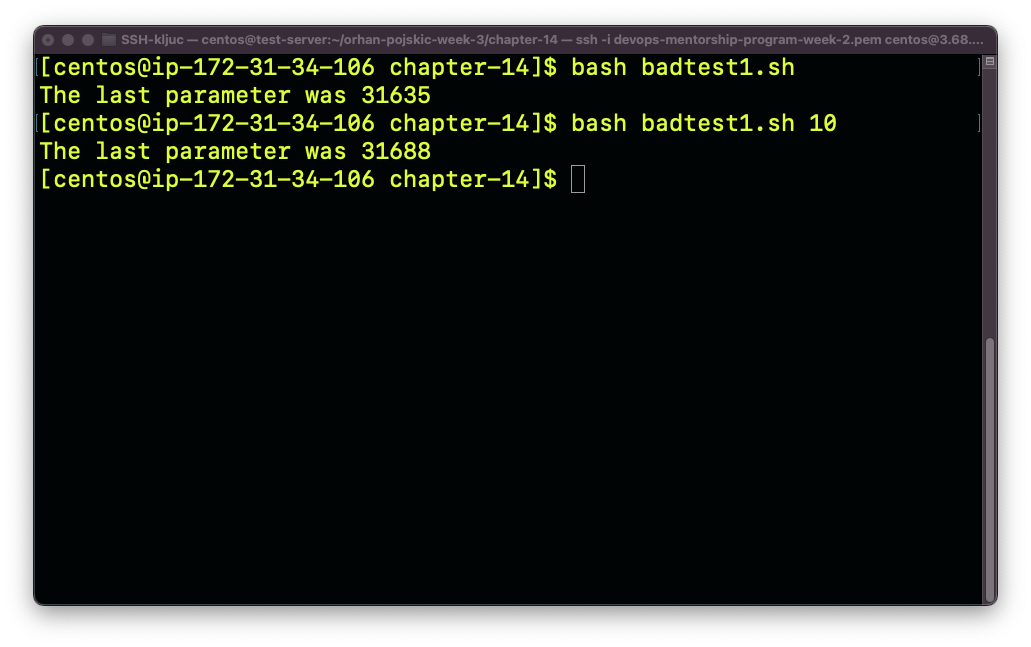 SSH-kljuc — centos@test-server:~/orhan-pojskic-week-3/chapter-14 — ssh -i devops-mentorship-program-week-2.pem centos@3.68....
[centos@ip-172-31-34-106 chapter-14]$ bash badtest1.sh
The last parameter was 31635
[centos@ip-172-31-34-106 chapter-14]$ bash badtest1.sh 10
The last parameter was 31688
[centos@ip-172-31-34-106 chapter-14]$